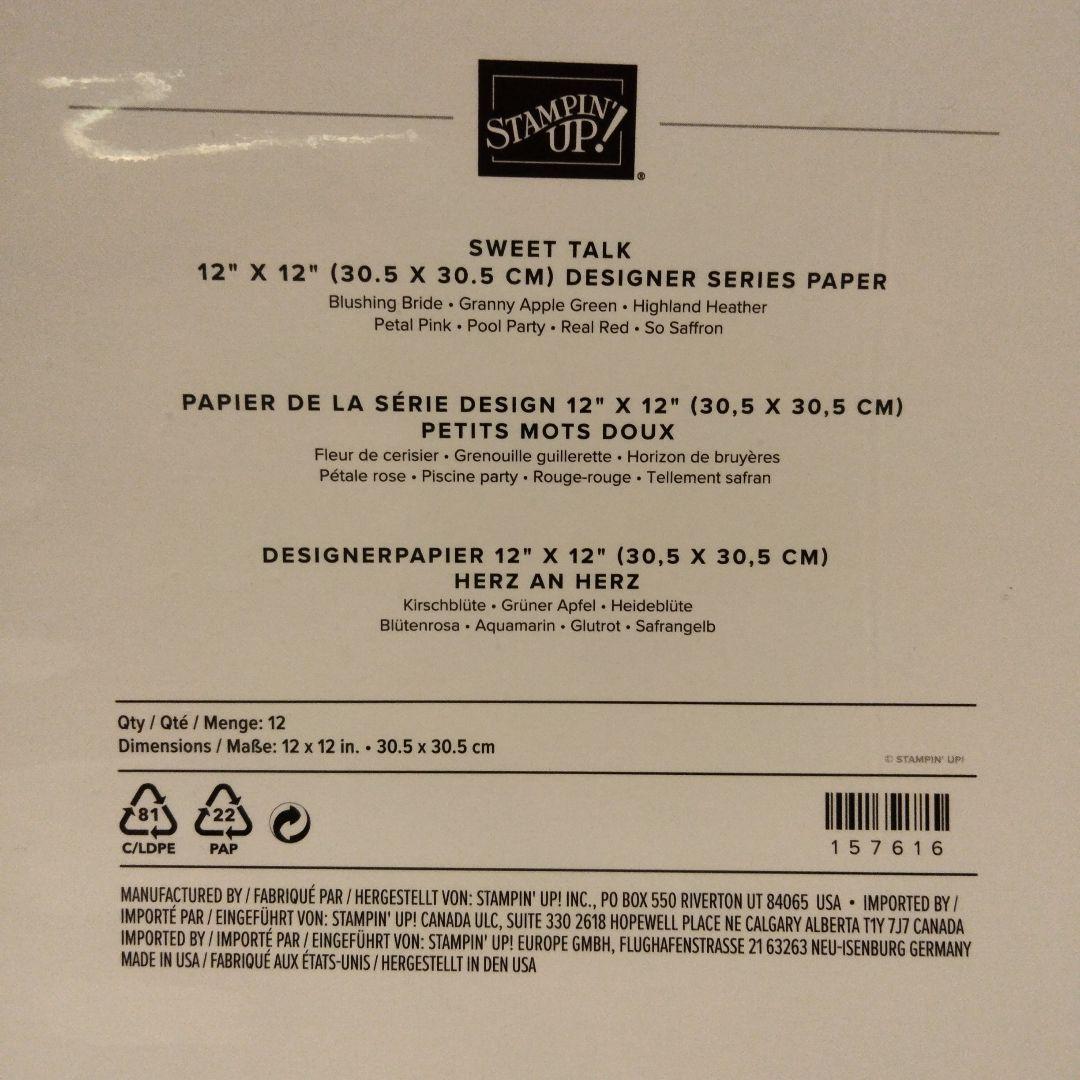 STAMPIN' UP!®
SWEET TALK
12" X 12" (30.5 X 30.5 CM) DESIGNER SERIES PAPER
Blushing Bride • Granny Apple Green • Highland Heather
Petal Pink • Pool Party • Real Red • So Saffron
PAPIER DE LA SÉRIE DESIGN 12" X 12" (30,5 X 30,5 CM)
PETITS MOTS DOUX
Fleur de cerisier • Grenouille guillerette • Horizon de bruyères
Pétale rose • Piscine party • Rouge-rouge • Tellement safran
DESIGNERPAPIER 12" X 12" (30,5 X 30,5 CM)
HERZ AN HERZ
Kirschblüte • Grüner Apfel • Heideblüte
Blütenrosa • Aquamarin • Glutrot • Safrangelb
Qty / Qté / Menge: 12
Dimensions / Maße: 12 x 12 in. • 30.5 x 30.5 cm
© STAMPIN' UP!
81 22
C/LDPE PAP
157616
MANUFACTURED BY / FABRIQUÉ PAR / HERGESTELLT VON: STAMPIN' UP! INC., PO BOX 550 RIVERTON UT 84065 USA • IMPORTED BY /
IMPORTÉ PAR / EINGEFÜHRT VON: STAMPIN' UP! CANADA ULC, SUITE 330 2618 HOPEWELL PLACE NE CALGARY ALBERTA T1Y 7J7 CANADA
IMPORTED BY / IMPORTÉ PAR / EINGEFÜHRT VON: STAMPIN' UP! EUROPE GMBH, FLUGHAFENSTRASSE 21 63263 NEU-ISENBURG GERMANY
MADE IN USA / FABRIQUÉ AUX ÉTATS-UNIS / HERGESTELLT IN DEN USA